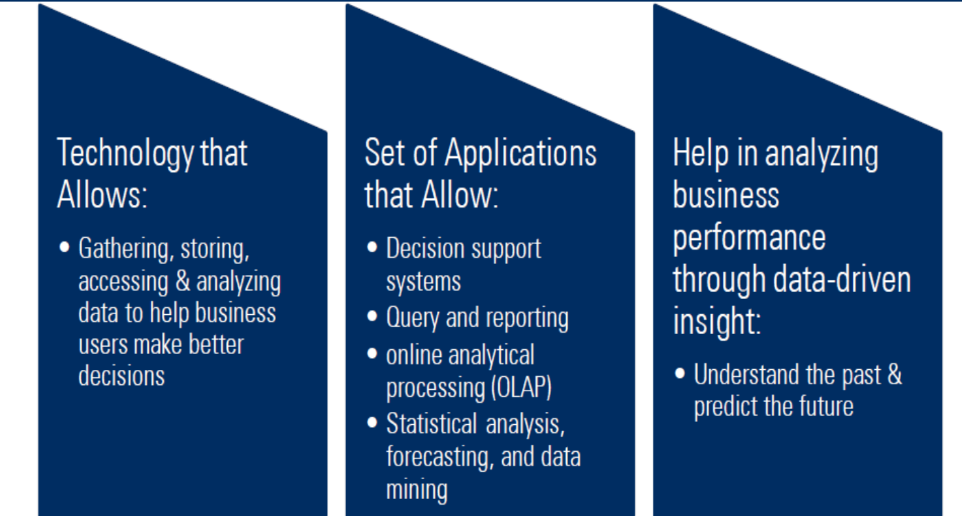 Technology that
Allows:
• Gathering, storing,
accessing & analyzing
data to help business
users make better
decisions
Set of Applications
that Allow:
• Decision support
systems
• Query and reporting
• online analytical
processing (OLAP)
• Statistical analysis,
forecasting, and data
mining
Help in analyzing
business
performance
through data-driven
insight:
• Understand the past &
predict the future